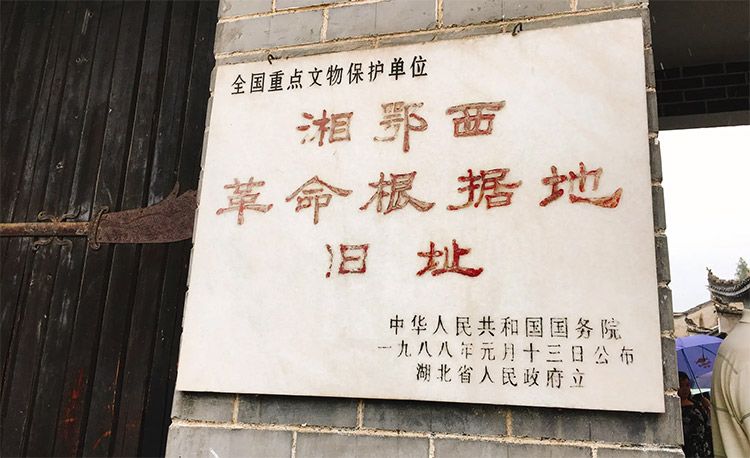 全国重点文物保护单位
湘鄂西
革命根据地
旧址
中华人民共和国国务院
一九八八年元月十三日公布
湖北省人民政府立